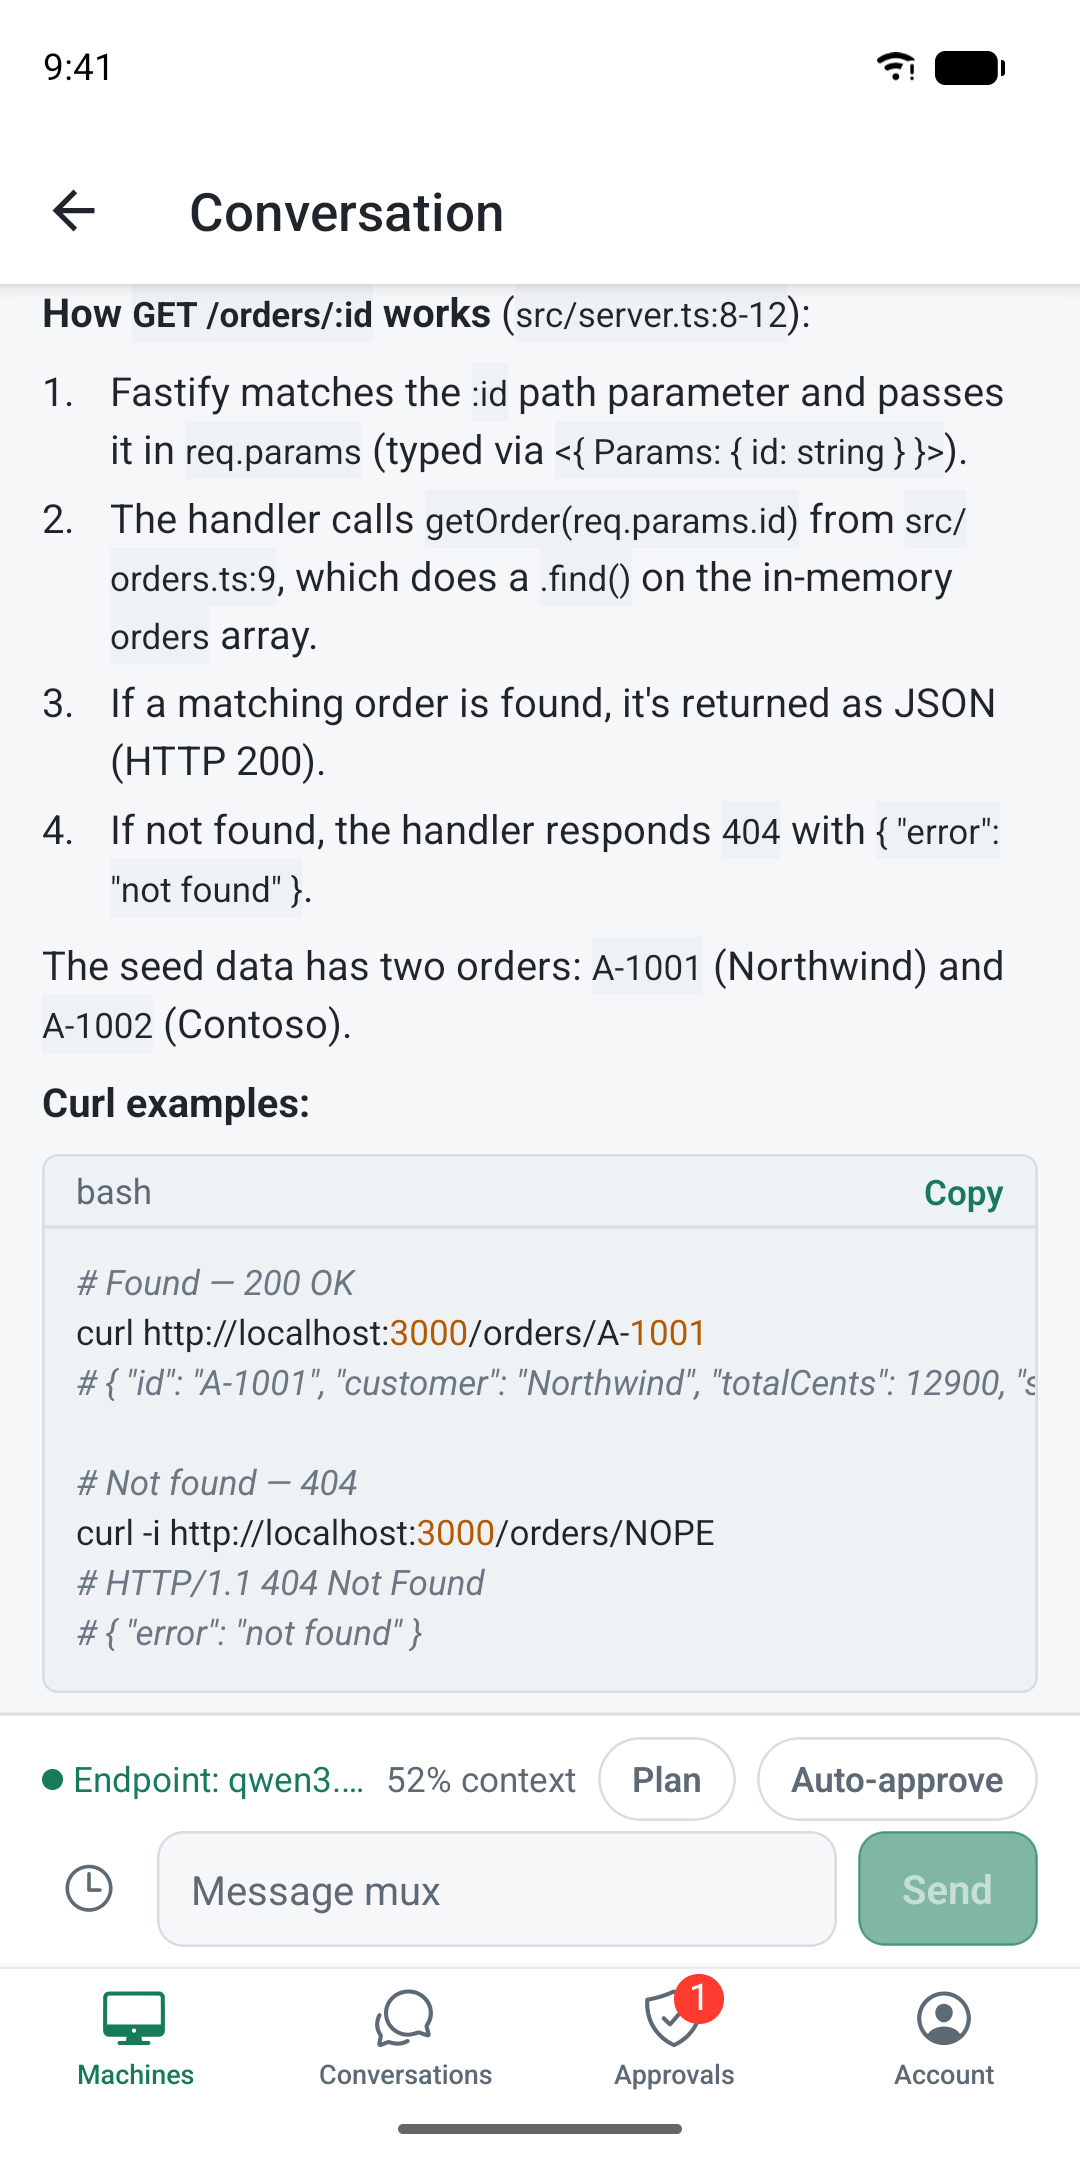 9:41
Conversation
How GET /orders/:id works (src/server.ts:8-12):
1. Fastify matches the :id path parameter and passes
it in req.params (typed via <{ Params: { id: string } }>).
2. The handler calls getOrder(req.params.id) from src/
orders.ts:9, which does a .find() on the in-memory
orders array.
3. If a matching order is found, it's returned as JSON
(HTTP 200).
4. If not found, the handler responds 404 with { "error":
"not found" }.
The seed data has two orders: A-1001 (Northwind) and
A-1002 (Contoso).
Curl examples:
bash Copy
# Found — 200 OK
curl http://localhost:3000/orders/A-1001
# { "id": "A-1001", "customer": "Northwind", "totalCents": 12900, "s
# Not found — 404
curl -i http://localhost:3000/orders/NOPE
# HTTP/1.1 404 Not Found
# { "error": "not found" }
Endpoint: qwen3.... 52% context Plan Auto-approve
Message mux Send
1
Machines Conversations Approvals Account